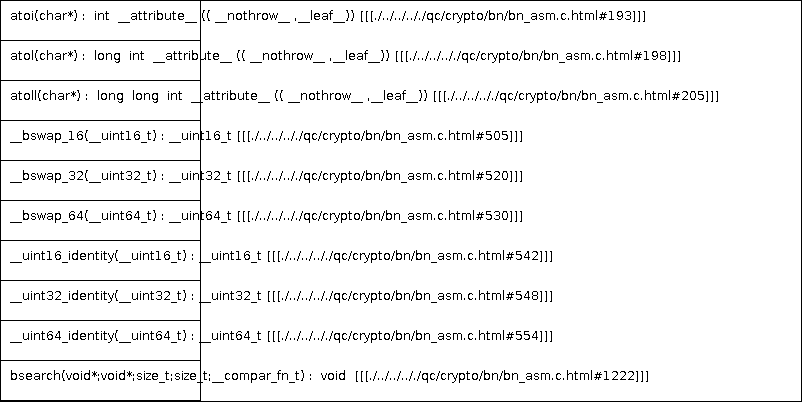 atoi(char*) : int __attribute__ (( __nothrow__ ,__leaf__)) [[[./../../../../qc/crypto/bn/bn_asm.c.html#193]]]
atol(char*) : long int __attribute__ (( __nothrow__ ,__leaf__)) [[[./../../../../qc/crypto/bn/bn_asm.c.html#198]]]
atoll(char*) : long long int __attribute__ (( __nothrow__ ,__leaf__)) [[[./../../../../qc/crypto/bn/bn_asm.c.html#205]]]
__bswap_16(__uint16_t) : __uint16_t [[[./../../../../qc/crypto/bn/bn_asm.c.html#505]]]
__bswap_32(__uint32_t) : __uint32_t [[[./../../../../qc/crypto/bn/bn_asm.c.html#520]]]
__bswap_64(__uint64_t) : __uint64_t [[[./../../../../qc/crypto/bn/bn_asm.c.html#530]]]
__uint16_identity(__uint16_t) : __uint16_t [[[./../../../../qc/crypto/bn/bn_asm.c.html#542]]]
__uint32_identity(__uint32_t) : __uint32_t [[[./../../../../qc/crypto/bn/bn_asm.c.html#548]]]
__uint64_identity(__uint64_t) : __uint64_t [[[./../../../../qc/crypto/bn/bn_asm.c.html#554]]]
bsearch(void*;void*;size_t;size_t;__compar_fn_t) : void [[[./../../../../qc/crypto/bn/bn_asm.c.html#1222]]]